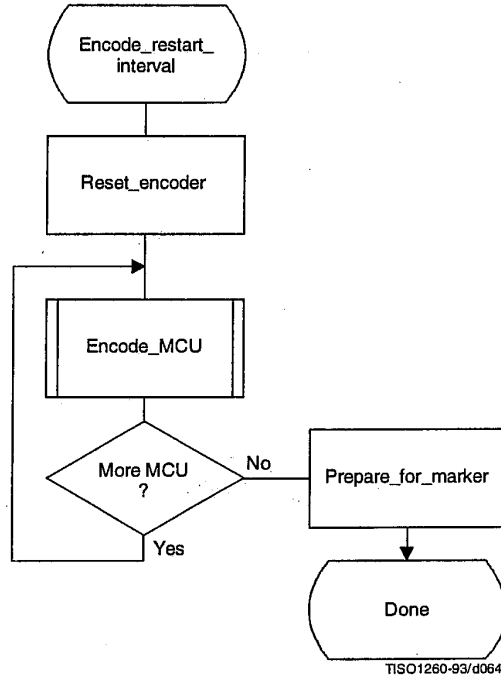 Encode_restart_
interval
Reset_encoder
Encode_MCU
More MCU
?
No
Yes
Prepare_for_marker
Done
TISO1260-93/d064